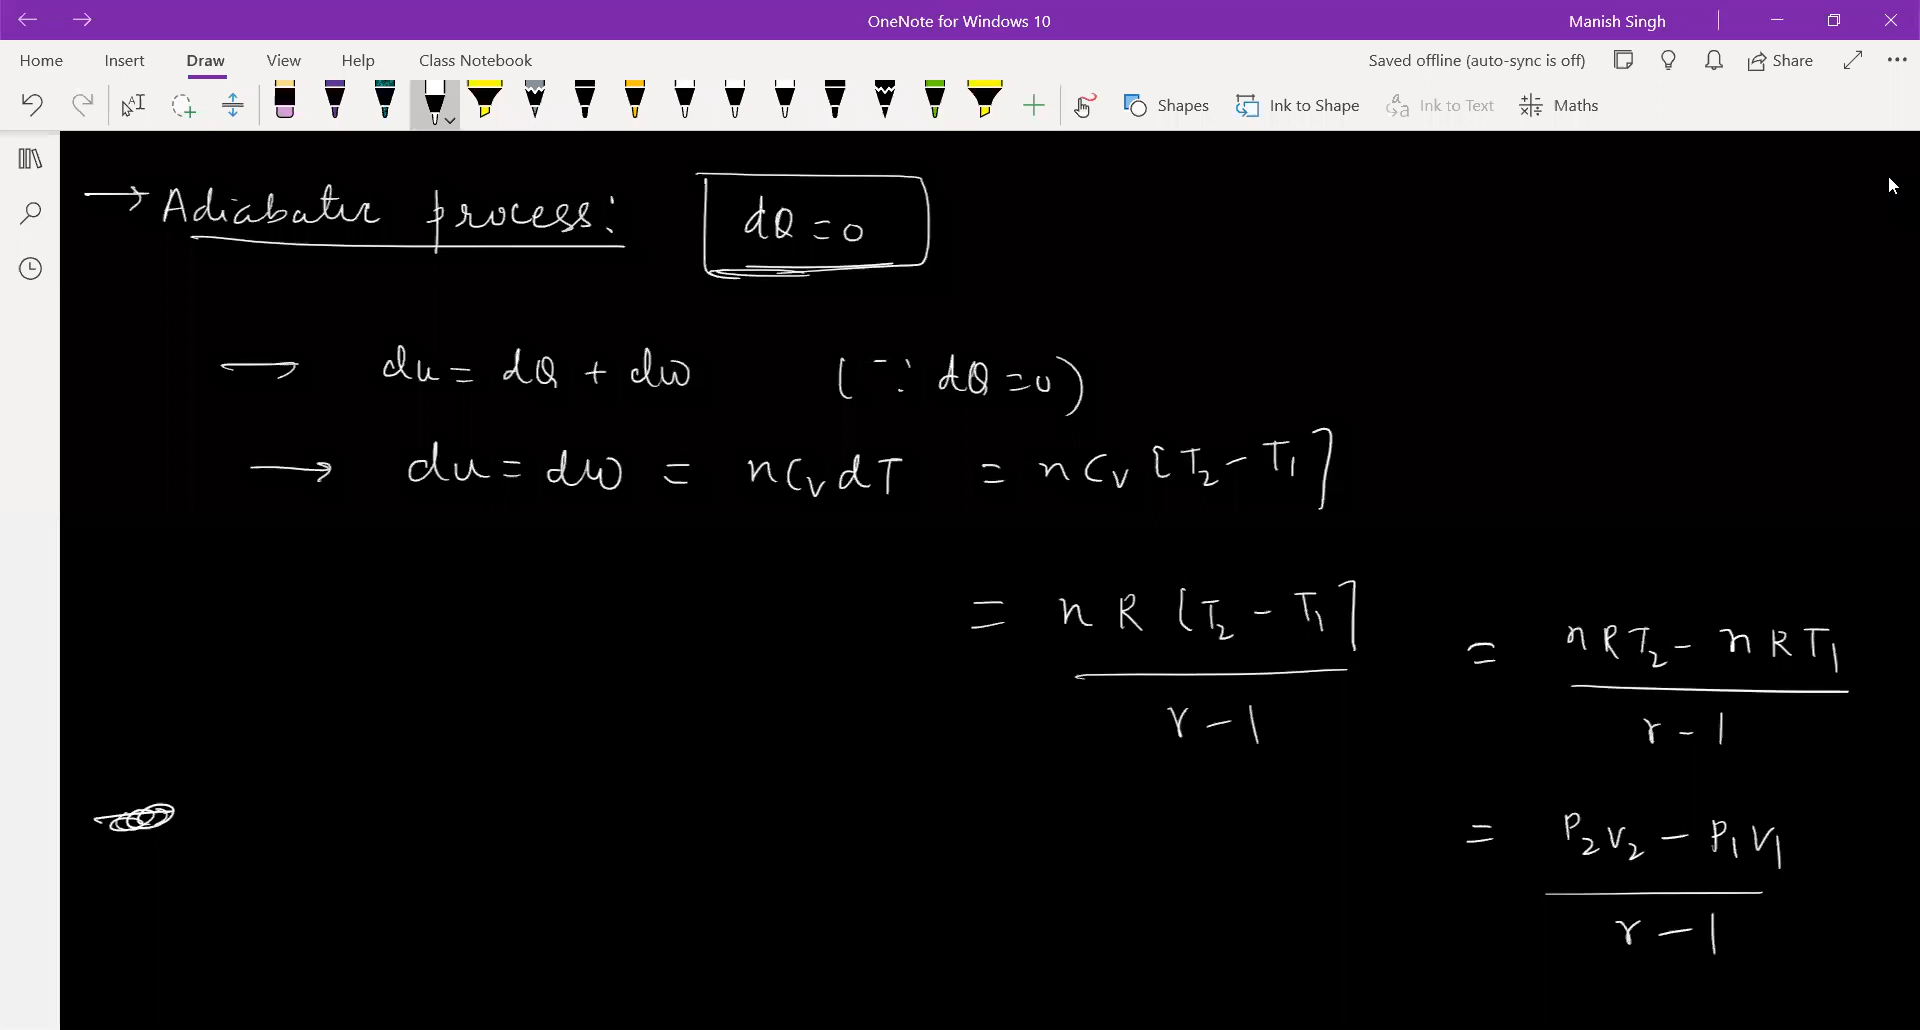 OneNote for Windows 10
Manish Singh
Home Insert Draw View Help Class Notebook
Saved offline (auto-sync is off) Share
Shapes Ink to Shape Ink to Text Maths
→ Adiabatic process: dQ = 0
→ du = dQ + dw (∵ dQ = 0)
→ du = dw = nCv dT = nCv [T2 - T1]
= nR [T2 - T1] / γ - 1 = nRT2 - nRT1 / γ - 1
= P2V2 - P1V1 / γ - 1